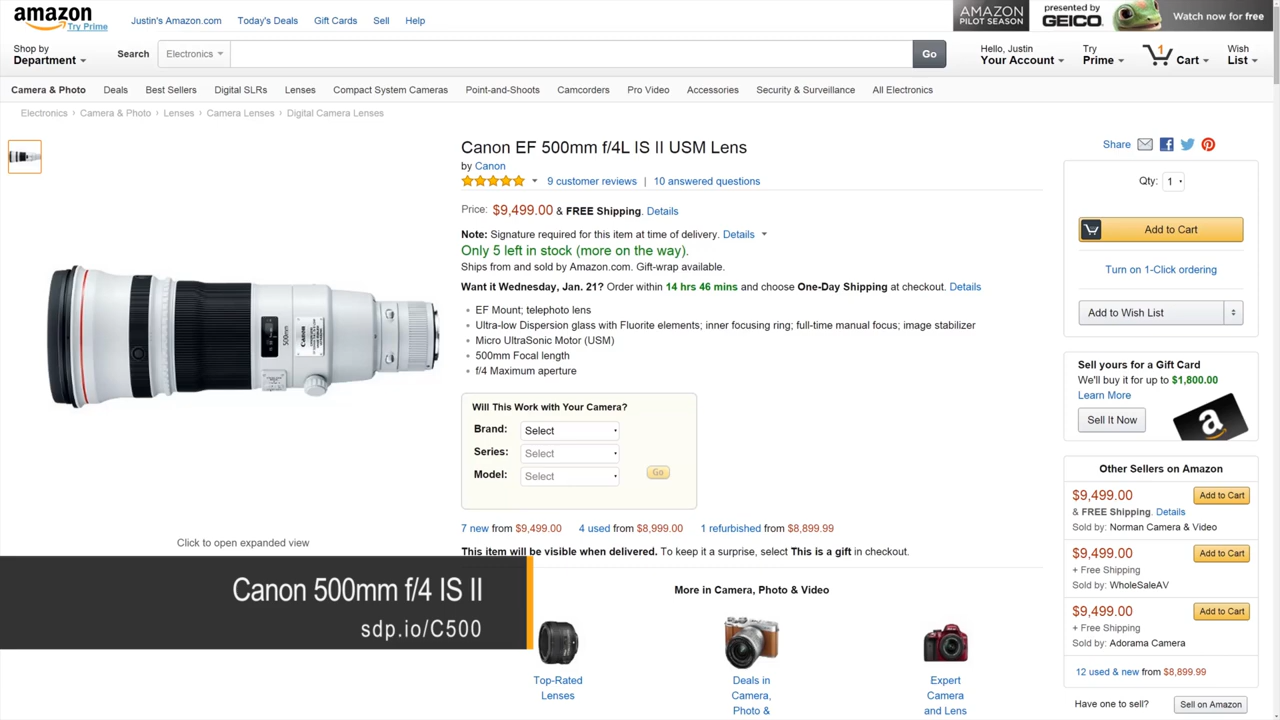 amazon
Try Prime
Justin's Amazon.com Today's Deals Gift Cards Sell Help
AMAZON
PILOT SEASON
presented by
GEICO
Watch now for free
Shop by
Department
Search
Electronics
Go
Hello, Justin
Your Account
Try
Prime
1
Cart
Wish
List
Camera & Photo Deals Best Sellers Digital SLRs Lenses Compact System Cameras Point-and-Shoots Camcorders Pro Video Accessories Security & Surveillance All Electronics
Electronics › Camera & Photo › Lenses › Camera Lenses › Digital Camera Lenses
Canon EF 500mm f/4L IS II USM Lens
by Canon
9 customer reviews | 10 answered questions
Price: $9,499.00 & FREE Shipping. Details
Note: Signature required for this item at time of delivery. Details
Only 5 left in stock (more on the way).
Ships from and sold by Amazon.com. Gift-wrap available.
Want it Wednesday, Jan. 21? Order within 14 hrs 46 mins and choose One-Day Shipping at checkout. Details
• EF Mount; telephoto lens
• Ultra-low Dispersion glass with Fluorite elements; inner focusing ring; full-time manual focus; image stabilizer
• Micro UltraSonic Motor (USM)
• 500mm Focal length
• f/4 Maximum aperture
Will This Work with Your Camera?
Brand: Select
Series: Select
Model: Select
Go
7 new from $9,499.00 4 used from $8,999.00 1 refurbished from $8,899.99
This item will be visible when delivered. To keep it a surprise, select This is a gift in checkout.
Click to open expanded view
Canon 500mm f/4 IS II
sdp.io/C500
More in Camera, Photo & Video
Top-Rated
Lenses
Deals in
Camera,
Photo &
Expert
Camera
and Lens
Share
Qty: 1
Add to Cart
Turn on 1-Click ordering
Add to Wish List
Sell yours for a Gift Card
We'll buy it for up to $1,800.00
Learn More
Sell It Now
a
Other Sellers on Amazon
$9,499.00 Add to Cart
& FREE Shipping. Details
Sold by: Norman Camera & Video
$9,499.00 Add to Cart
+ Free Shipping
Sold by: WholeSaleAV
$9,499.00 Add to Cart
+ Free Shipping
Sold by: Adorama Camera
12 used & new from $8,899.99
Have one to sell? Sell on Amazon